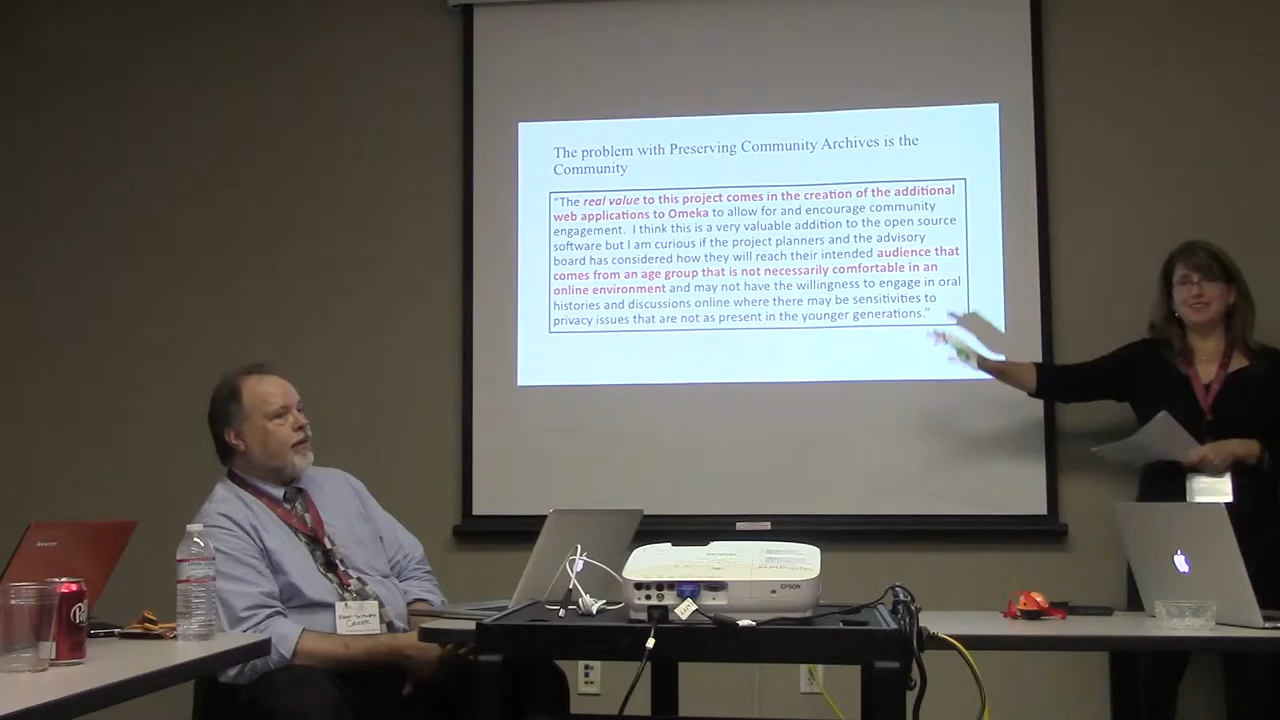 The problem with Preserving Community Archives is the
Community
“The real value to this project comes in the creation of the additional
web applications to Omeka to allow for and encourage community
engagement. I think this is a very valuable addition to the open source
software but I am curious if the project planners and the advisory
board has considered how they will reach their intended audience that
comes from an age group that is not necessarily comfortable in an
online environment and may not have the willingness to engage in oral
histories and discussions online where there may be sensitivities to
privacy issues that are not as present in the younger generations.”
lenovo
EPSON